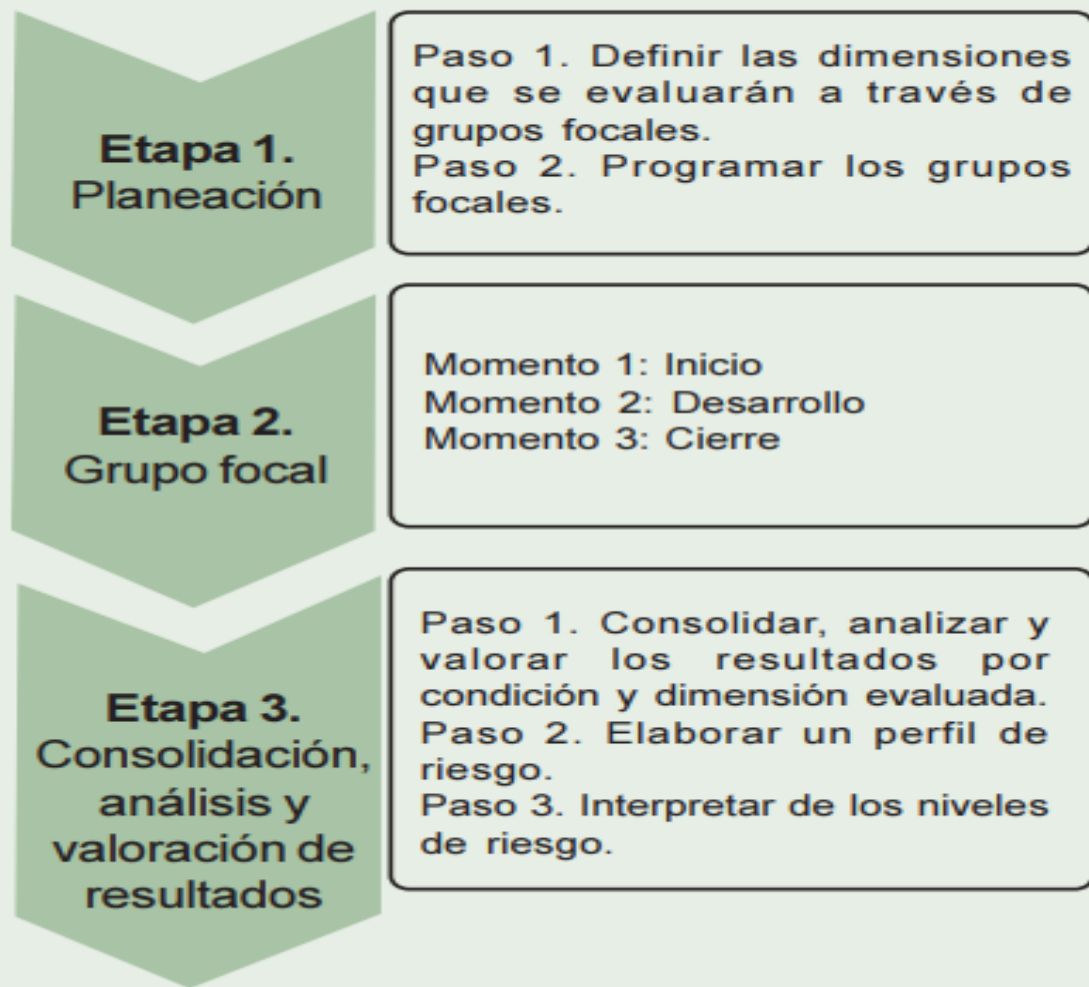 Etapa 1.
Planeación
Paso 1. Definir las dimensiones
que se evaluarán a través de
grupos focales.
Paso 2. Programar los grupos
focales.
Etapa 2.
Grupo focal
Momento 1: Inicio
Momento 2: Desarrollo
Momento 3: Cierre
Etapa 3.
Consolidación,
análisis y
valoración de
resultados
Paso 1. Consolidar, analizar y
valorar los resultados por
condición y dimensión evaluada.
Paso 2. Elaborar un perfil de
riesgo.
Paso 3. Interpretar de los niveles
de riesgo.